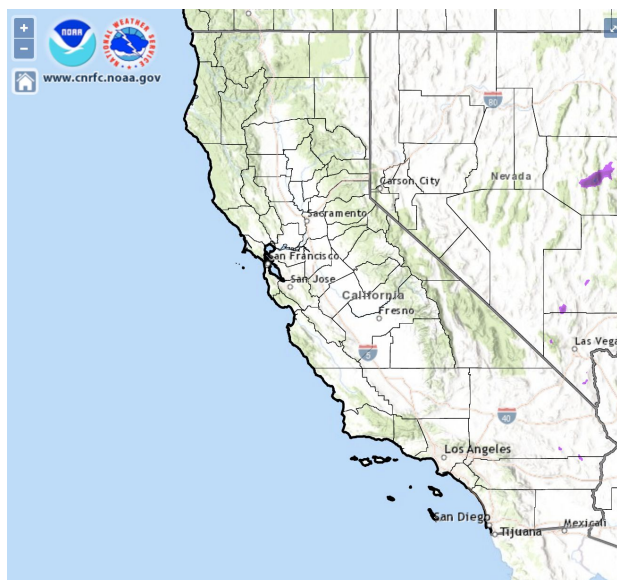 +
NOAA
NATIONAL WEATHER SERVICE
−
www.cnrfc.noaa.gov
80
Nevada
Carson City
Sacramento
San Francisco
San Jose
California
Fresno
Las Vega
5
40
Los Angeles
San Diego
Tijuana
Mexicali